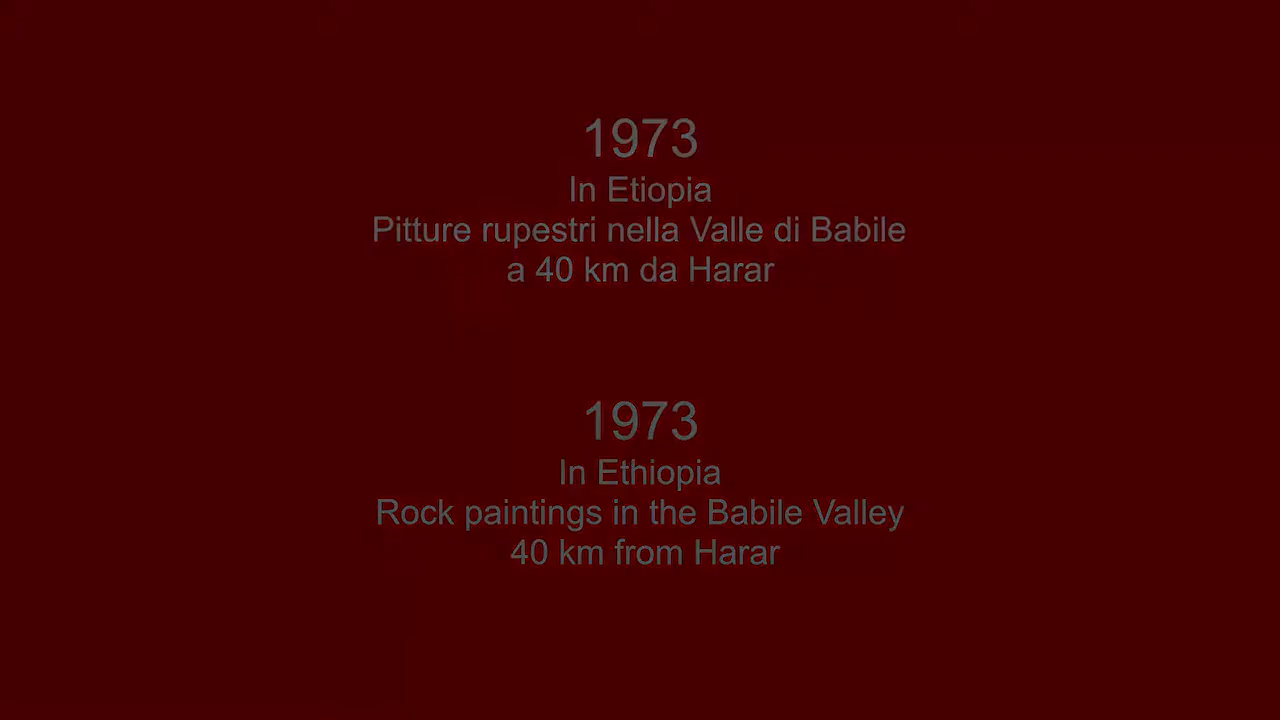 1973
In Etiopia
Pitture rupestri nella Valle di Babile
a 40 km da Harar
1973
In Ethiopia
Rock paintings in the Babile Valley
40 km from Harar